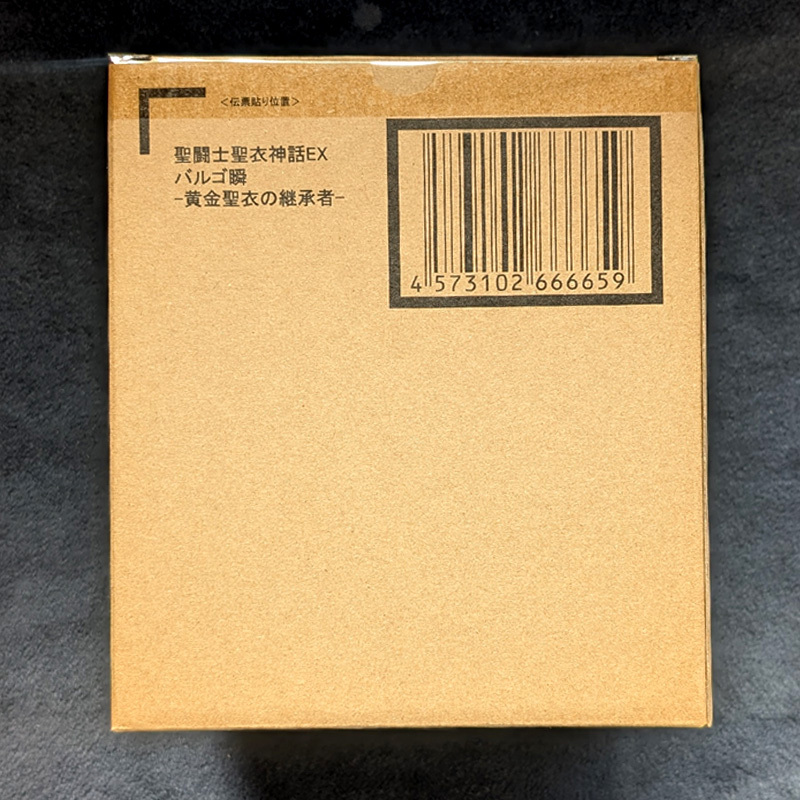 <伝票貼り位置>
聖闘士聖衣神話EX
バルゴ瞬
-黄金聖衣の継承者-
4 573102 666659